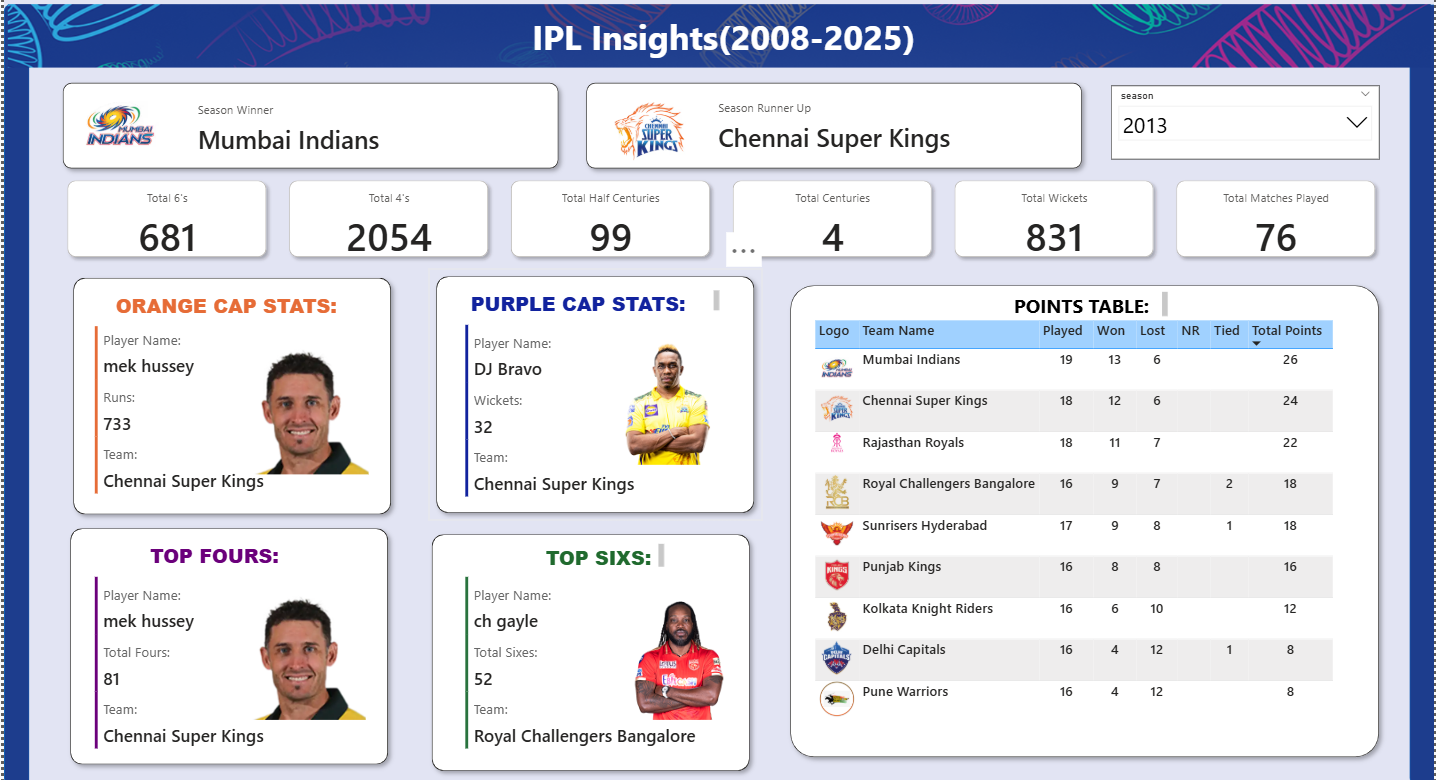 IPL Insights(2008-2025)
MUMBAI
INDIANS
Season Winner
Mumbai Indians
CHENNAI
SUPER
KINGS
Season Runner Up
Chennai Super Kings
season
2013
Total 6's
681
Total 4's
2054
Total Half Centuries
99
Total Centuries
4
Total Wickets
831
Total Matches Played
76
...
ORANGE CAP STATS:
Player Name:
mek hussey
Runs:
733
Team:
Chennai Super Kings
PURPLE CAP STATS:
Player Name:
DJ Bravo
Wickets:
32
Team:
Chennai Super Kings
TOP FOURS:
Player Name:
mek hussey
Total Fours:
81
Team:
Chennai Super Kings
TOP SIXS:
Player Name:
ch gayle
Total Sixes:
52
Team:
Royal Challengers Bangalore
POINTS TABLE:
Logo Team Name Played Won Lost NR Tied Total Points
Mumbai Indians 19 13 6 26
Chennai Super Kings 18 12 6 24
Rajasthan Royals 18 11 7 22
Royal Challengers Bangalore 16 9 7 2 18
Sunrisers Hyderabad 17 9 8 1 18
Punjab Kings 16 8 8 16
Kolkata Knight Riders 16 6 10 12
Delhi Capitals 16 4 12 1 8
Pune Warriors 16 4 12 8